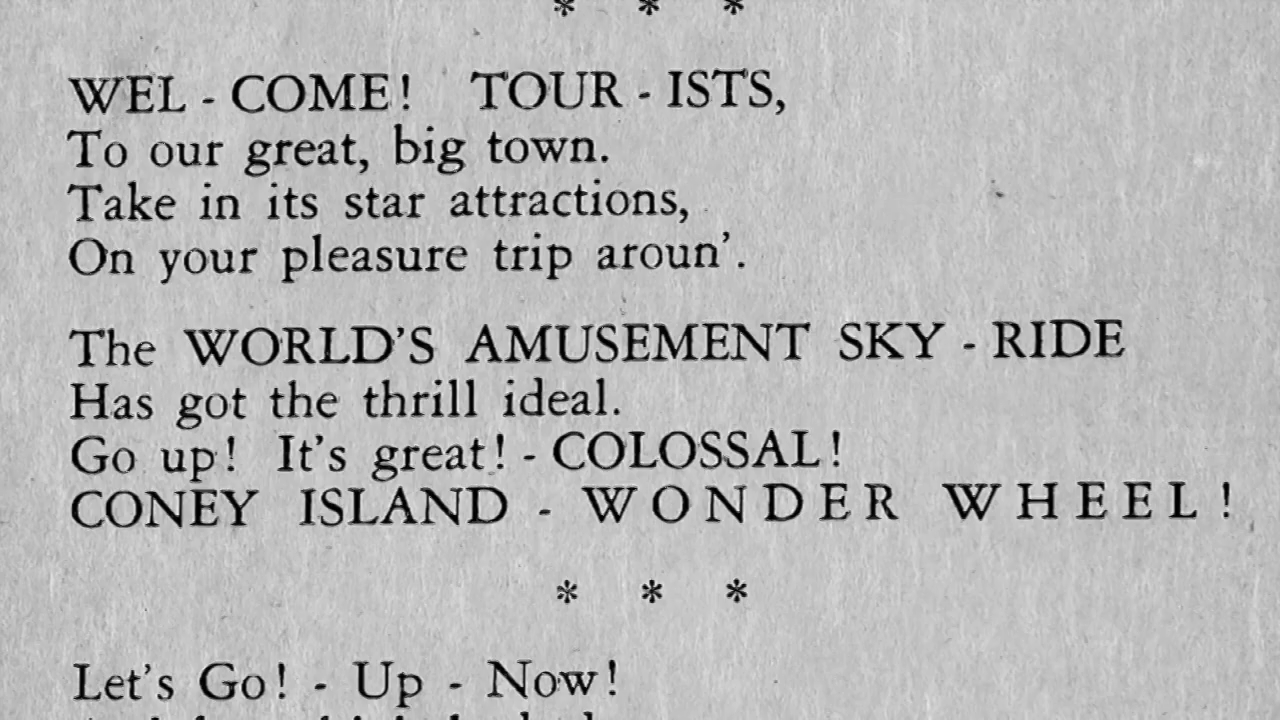 * * *
WEL - COME! TOUR - ISTS,
To our great, big town.
Take in its star attractions,
On your pleasure trip aroun'.
The WORLD'S AMUSEMENT SKY - RIDE
Has got the thrill ideal.
Go up! It's great! - COLOSSAL!
CONEY ISLAND - WONDER WHEEL!
* * *
Let's Go! - Up - Now!